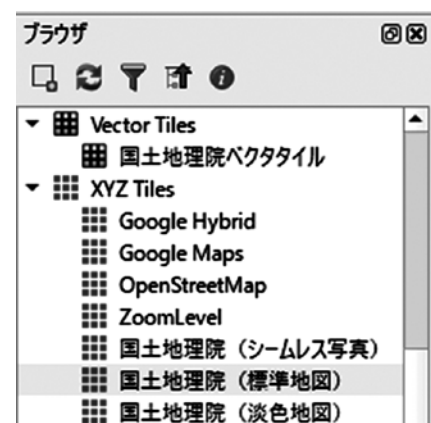 ブラウザ
Vector Tiles
国土地理院ベクタタイル
XYZ Tiles
Google Hybrid
Google Maps
OpenStreetMap
ZoomLevel
国土地理院（シームレス写真）
国土地理院（標準地図）
国土地理院（淡色地図）